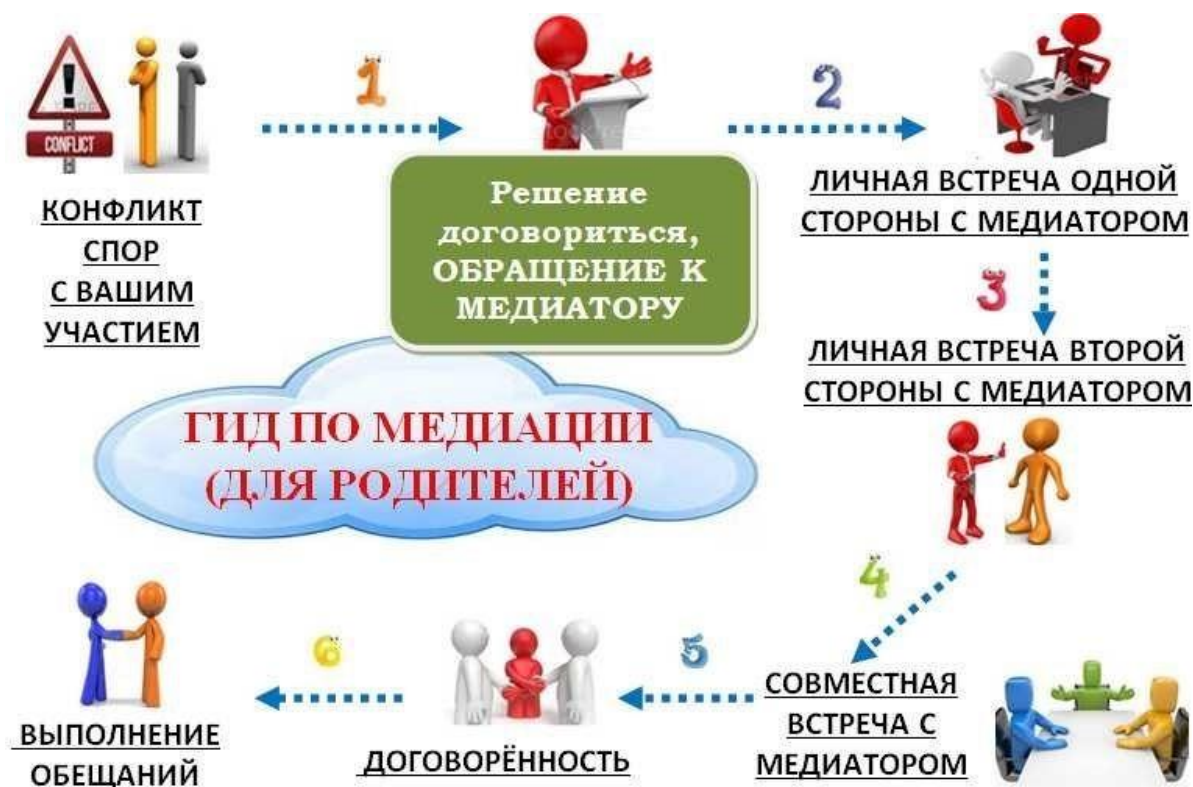 CONFLICT
КОНФЛИКТ
СПОР
С ВАШИМ
УЧАСТИЕМ
1
Решение
договориться,
ОБРАЩЕНИЕ К
МЕДИАТОРУ
2
ЛИЧНАЯ ВСТРЕЧА ОДНОЙ
СТОРОНЫ С МЕДИАТОРОМ
3
ЛИЧНАЯ ВСТРЕЧА ВТОРОЙ
СТОРОНЫ С МЕДИАТОРОМ
ГИД ПО МЕДИАЦИИ
(ДЛЯ РОДИТЕЛЕЙ)
4
СОВМЕСТНАЯ
ВСТРЕЧА С
МЕДИАТОРОМ
5
ДОГОВОРЁННОСТЬ
6
ВЫПОЛНЕНИЕ
ОБЕЩАНИЙ